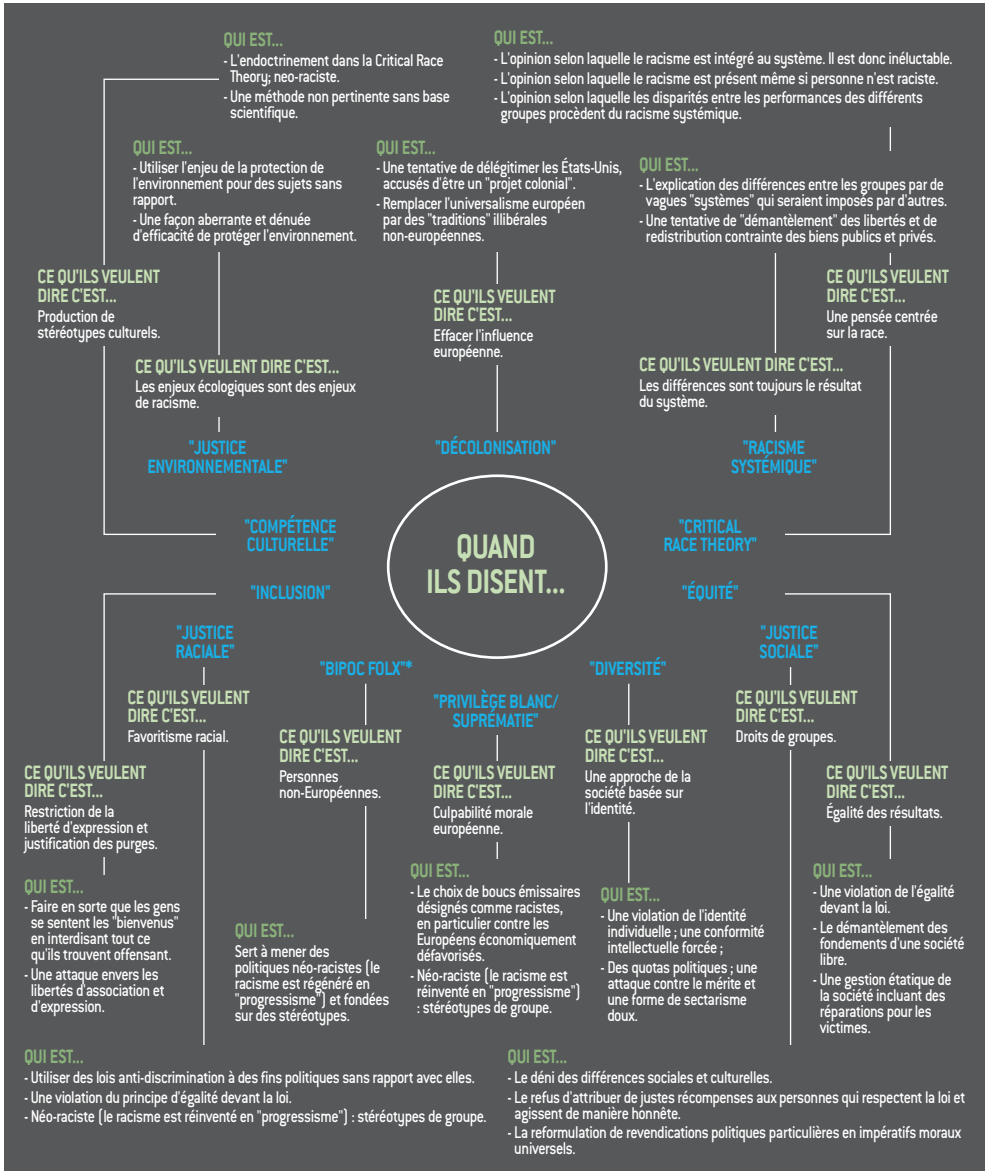 QUI EST...
- L'endoctrinement dans la Critical Race
Theory; neo-raciste.
- Une méthode non pertinente sans base
scientifique.
QUI EST...
- L'opinion selon laquelle le racisme est intégré au système. Il est donc inéluctable.
- L'opinion selon laquelle le racisme est présent même si personne n'est raciste.
- L'opinion selon laquelle les disparités entre les performances des différents
groupes procèdent du racisme systémique.
QUI EST...
- Utiliser l'enjeu de la protection de
l'environnement pour des sujets sans
rapport.
- Une façon aberrante et dénuée
d'efficacité de protéger l'environnement.
QUI EST...
- Une tentative de délégitimer les États-Unis,
accusés d'être un "projet colonial".
- Remplacer l'universalisme européen
par des "traditions" illibérales
non-européennes.
QUI EST...
- L'explication des différences entre les groupes par de
vagues "systèmes" qui seraient imposés par d'autres.
- Une tentative de "démantèlement" des libertés et de
redistribution contrainte des biens publics et privés.
CE QU'ILS VEULENT
DIRE C'EST...
Production de
stéréotypes culturels.
CE QU'ILS VEULENT
DIRE C'EST...
Effacer l'influence
européenne.
CE QU'ILS VEULENT
DIRE C'EST...
Une pensée centrée
sur la race.
CE QU'ILS VEULENT DIRE C'EST...
Les enjeux écologiques sont des enjeux
de racisme.
CE QU'ILS VEULENT DIRE C'EST...
Les différences sont toujours le résultat
du système.
"JUSTICE
ENVIRONNEMENTALE"
"DÉCOLONISATION"
"RACISME
SYSTÉMIQUE"
"COMPÉTENCE
CULTURELLE"
QUAND
ILS DISENT...
"CRITICAL
RACE THEORY"
"INCLUSION"
"ÉQUITÉ"
"JUSTICE
RACIALE"
"BIPOC FOLX"*
"PRIVILÈGE BLANC/
SUPRÉMATIE"
"DIVERSITÉ"
"JUSTICE
SOCIALE"
CE QU'ILS VEULENT
DIRE C'EST...
Favoritisme racial.
CE QU'ILS VEULENT
DIRE C'EST...
Personnes
non-Européennes.
CE QU'ILS VEULENT
DIRE C'EST...
Culpabilité morale
européenne.
CE QU'ILS VEULENT
DIRE C'EST...
Une approche de la
société basée sur
l'identité.
CE QU'ILS VEULENT
DIRE C'EST...
Droits de groupes.
CE QU'ILS VEULENT
DIRE C'EST...
Restriction de la
liberté d'expression et
justification des purges.
CE QU'ILS VEULENT
DIRE C'EST...
Égalité des résultats.
QUI EST...
- Faire en sorte que les gens
se sentent les "bienvenus"
en interdisant tout ce
qu'ils trouvent offensant.
- Une attaque envers les
libertés d'association et
d'expression.
QUI EST...
Sert à mener des
politiques néo-racistes (le
racisme est régénéré en
"progressisme") et fondées
sur des stéréotypes.
QUI EST...
- Le choix de boucs émissaires
désignés comme racistes,
en particulier contre les
Européens économiquement
défavorisés.
- Néo-raciste (le racisme est
réinventé en "progressisme")
: stéréotypes de groupe.
QUI EST...
- Une violation de l'identité
individuelle ; une conformité
intellectuelle forcée ;
- Des quotas politiques ; une
attaque contre le mérite et
une forme de sectarisme
doux.
QUI EST...
- Une violation de l'égalité
devant la loi.
- Le démantèlement des
fondements d'une société
libre.
- Une gestion étatique de
la société incluant des
réparations pour les
victimes.
QUI EST...
- Utiliser des lois anti-discrimination à des fins politiques sans rapport avec elles.
- Une violation du principe d'égalité devant la loi.
- Néo-raciste (le racisme est réinventé en "progressisme") : stéréotypes de groupe.
QUI EST...
- Le déni des différences sociales et culturelles.
- Le refus d'attribuer de justes récompenses aux personnes qui respectent la loi et
agissent de manière honnête.
- La reformulation de revendications politiques particulières en impératifs moraux
universels.